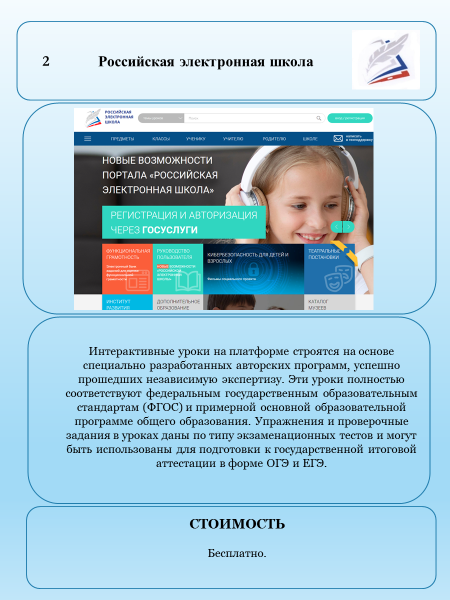 2 Российская электронная школа
РОССИЙСКАЯ
ЭЛЕКТРОННАЯ
ШКОЛА
ПРЕДМЕТЫ КЛАССЫ УЧЕНИКУ УЧИТЕЛЮ РОДИТЕЛЮ ШКОЛЕ
НОВЫЕ ВОЗМОЖНОСТИ
ПОРТАЛА «РОССИЙСКАЯ
ЭЛЕКТРОННАЯ ШКОЛА»
РЕГИСТРАЦИЯ И АВТОРИЗАЦИЯ
ЧЕРЕЗ ГОСУСЛУГИ
ФУНКЦИОНАЛЬНАЯ
ГРАМОТНОСТЬ
РУКОВОДСТВО
ПОЛЬЗОВАТЕЛЯ
КИБЕРБЕЗОПАСНОСТЬ ДЛЯ ДЕТЕЙ И
ВЗРОСЛЫХ
ТЕАТРАЛЬНЫЕ
ПОСТАНОВКИ
ИНСТИТУТ
РАЗВИТИЯ
ДОПОЛНИТЕЛЬНОЕ
ОБРАЗОВАНИЕ
КАТАЛОГ
МУЗЕЕВ
Интерактивные уроки на платформе строятся на основе
специально разработанных авторских программ, успешно
прошедших независимую экспертизу. Эти уроки полностью
соответствуют федеральным государственным образовательным
стандартам (ФГОС) и примерной основной образовательной
программе общего образования. Упражнения и проверочные
задания в уроках даны по типу экзаменационных тестов и могут
быть использованы для подготовки к государственной итоговой
аттестации в форме ОГЭ и ЕГЭ.
СТОИМОСТЬ
Бесплатно.